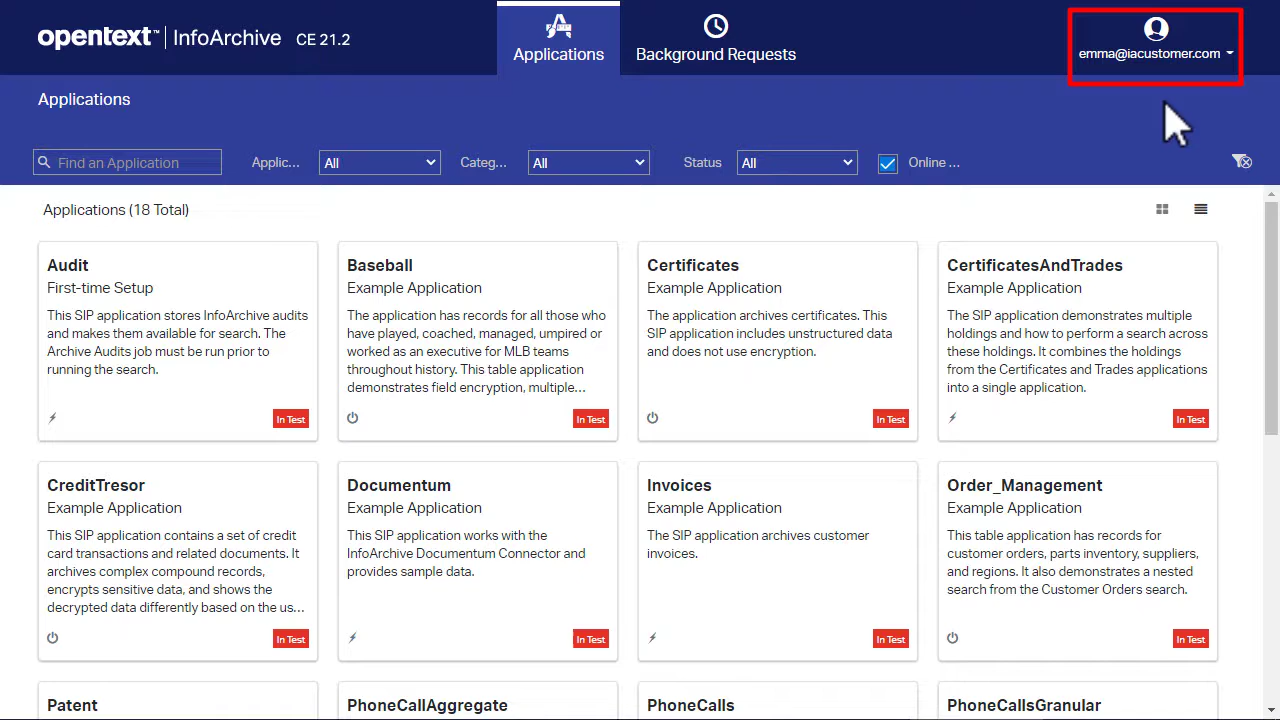 opentext™ | InfoArchive CE 21.2
Applications
Background Requests
emma@iacustomer.com
Applications
Find an Application
Applic...
All
Categ...
All
Status
All
Online ...
Applications (18 Total)
Audit
First-time Setup
This SIP application stores InfoArchive audits
and makes them available for search. The
Archive Audits job must be run prior to
running the search.
In Test
Baseball
Example Application
The application has records for all those who
have played, coached, managed, umpired or
worked as an executive for MLB teams
throughout history. This table application
demonstrates field encryption, multiple...
In Test
Certificates
Example Application
The application archives certificates. This
SIP application includes unstructured data
and does not use encryption.
In Test
CertificatesAndTrades
Example Application
The SIP application demonstrates multiple
holdings and how to perform a search across
these holdings. It combines the holdings
from the Certificates and Trades applications
into a single application.
In Test
CreditTresor
Example Application
This SIP application contains a set of credit
card transactions and related documents. It
archives complex compound records,
encrypts sensitive data, and shows the
decrypted data differently based on the us...
In Test
Documentum
Example Application
This SIP application works with the
InfoArchive Documentum Connector and
provides sample data.
In Test
Invoices
Example Application
The SIP application archives customer
invoices.
In Test
Order_Management
Example Application
This table application has records for
customer orders, parts inventory, suppliers,
and regions. It also demonstrates a nested
search from the Customer Orders search.
In Test
Patent
PhoneCallAggregate
PhoneCalls
PhoneCallsGranular